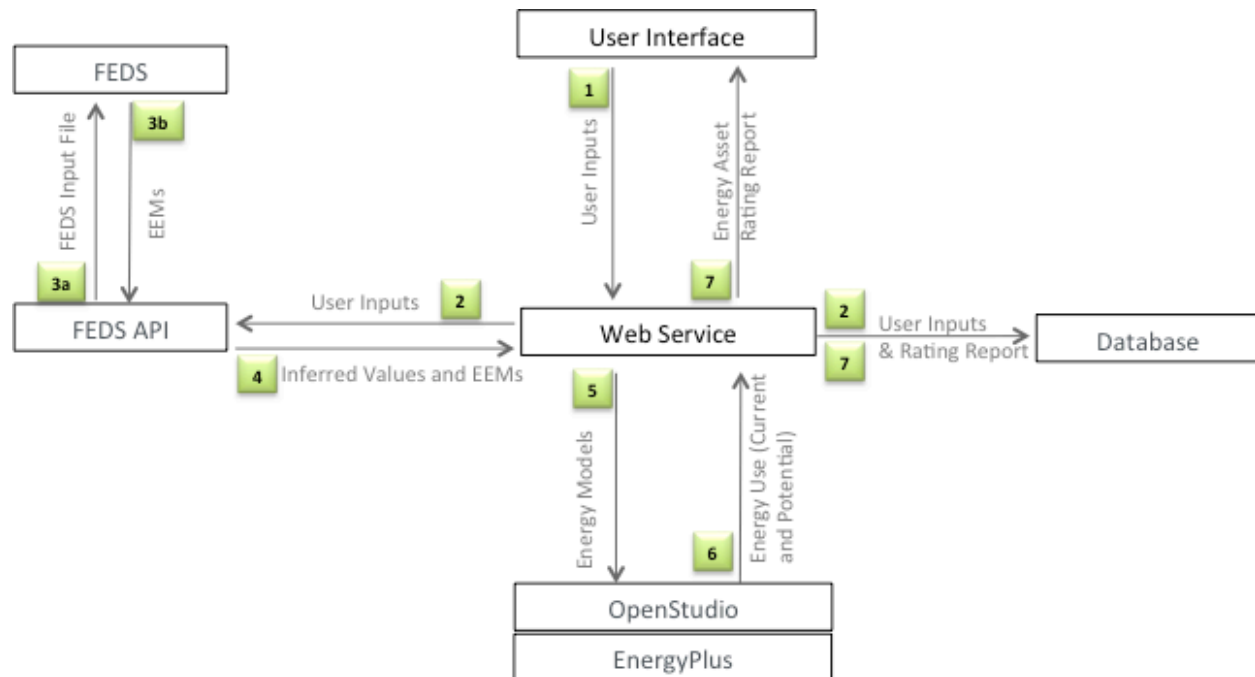 User Interface
FEDS
1
3b
FEDS Input File
EEMs
User Inputs
Energy Asset
Rating Report
3a
7
User Inputs
2
2
User Inputs
FEDS API
Web Service
& Rating Report
Database
4
Inferred Values and EEMs
7
5
Energy Models
Energy Use (Current
and Potential)
6
OpenStudio
EnergyPlus